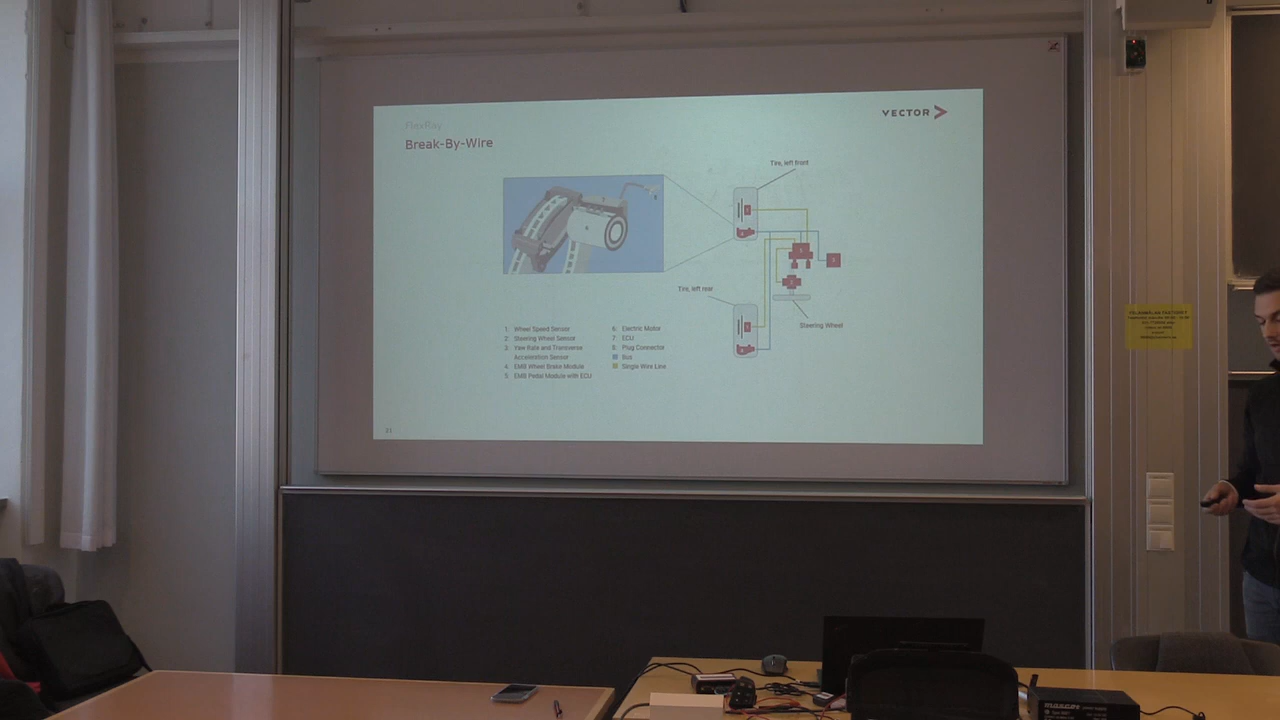 FlexRay
VECTOR
Break-By-Wire
Tire, left front
Tire, left rear
Steering Wheel
1. Wheel Speed Sensor
2. Steering Wheel Sensor
3. Yaw Rate and Transverse
Acceleration Sensor
4. EMB Wheel Brake Module
5. EMB Pedal Module with ECU
6: Electric Motor
7: ECU
8: Plug Connector
Bus
Single Wire Line
21